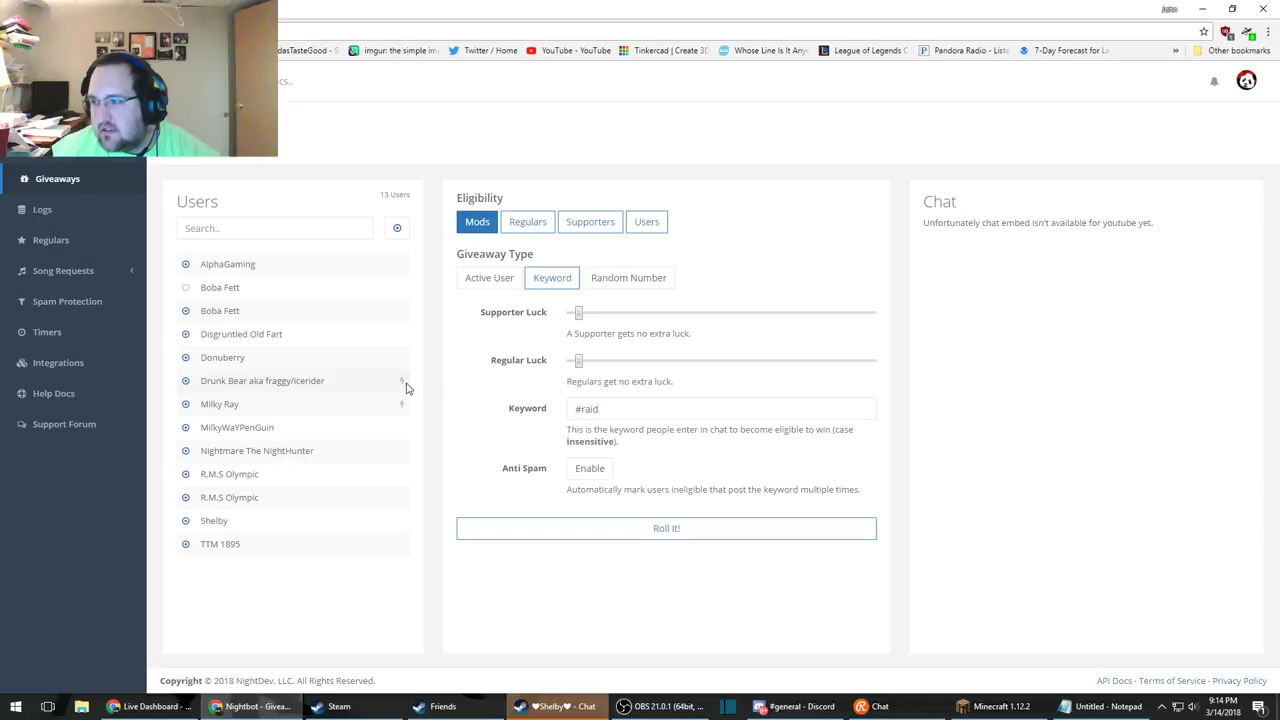 John
dasTasteGood - S
imgur: the simple im
Twitter / Home
YouTube - YouTube
Tinkercad | Create 3D
Whose Line Is It Any
League of Legends C
Pandora Radio - Liste
7-Day Forecast for La
»
Other bookmarks
ocs..
Giveaways
Logs
Regulars
Song Requests
Spam Protection
Timers
Integrations
Help Docs
Support Forum
Users
13 Users
Search..
AlphaGaming
Boba Fett
Boba Fett
Disgruntled Old Fart
Donuberry
Drunk Bear aka fraggy/icerider
Milky Ray
MilkyWaYPenGuin
Nightmare The NightHunter
R.M.S Olympic
R.M.S Olympic
Shelby
TTM 1895
Eligibility
Mods Regulars Supporters Users
Giveaway Type
Active User Keyword Random Number
Supporter Luck
A Supporter gets no extra luck.
Regular Luck
Regulars get no extra luck.
Keyword #raid
This is the keyword people enter in chat to become eligible to win (case
insensitive).
Anti Spam Enable
Automatically mark users ineligible that post the keyword multiple times.
Roll It!
Chat
Unfortunately chat embed isn't available for youtube yet.
Copyright © 2018 NightDev, LLC. All Rights Reserved.
API Docs · Terms of Service · Privacy Policy
Live Dashboard - ...
Nightbot - Givea...
Steam
Friends
♥Shelby♥ - Chat
OBS 21.0.1 (64bit, ...
#general - Discord
Chat
Minecraft 1.12.2
Untitled - Notepad
9:14 PM
3/14/2018